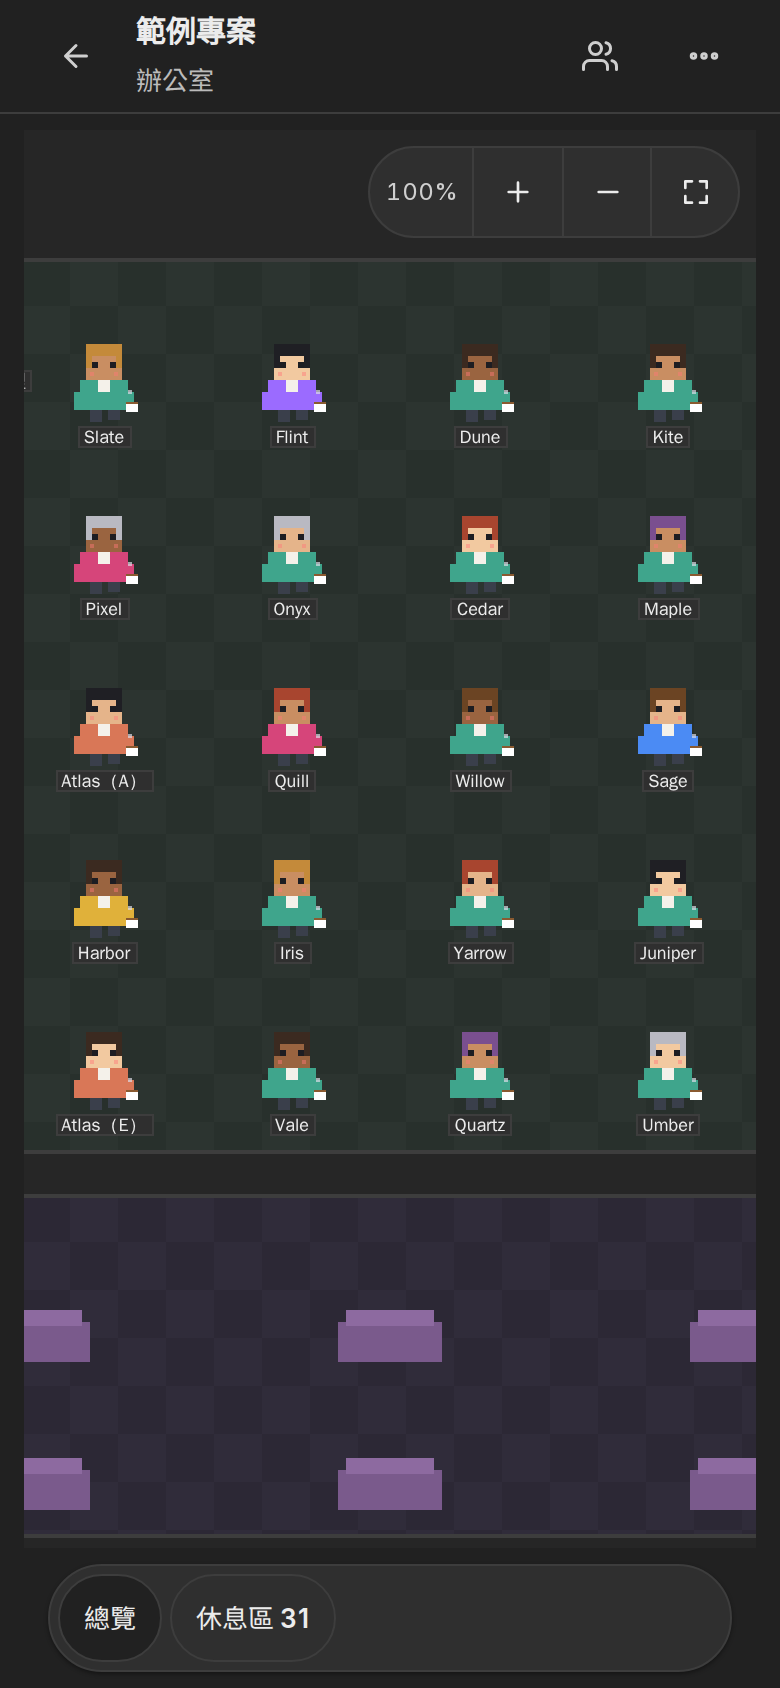 範例專案
辦公室
100%
Slate
Flint
Dune
Kite
Pixel
Onyx
Cedar
Maple
Atlas（A）
Quill
Willow
Sage
Harbor
Iris
Yarrow
Juniper
Atlas（E）
Vale
Quartz
Umber
總覽
休息區 31